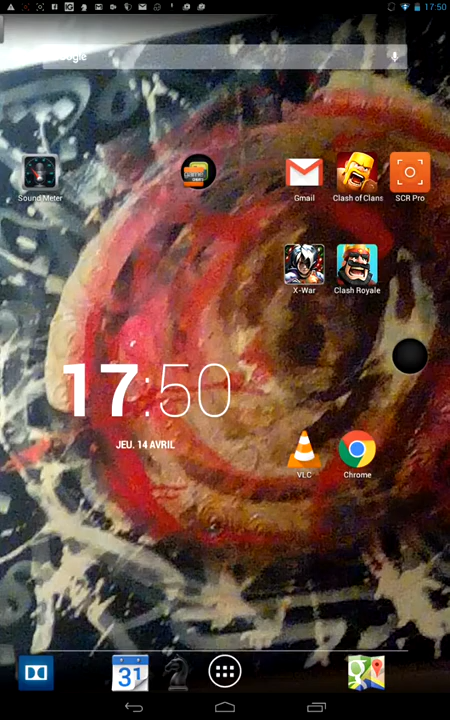 17:50
Sound Meter
Gmail
Clash of Clans
SCR Pro
X-War
Clash Royale
17:50
JEU. 14 AVRIL
VLC
Chrome
31